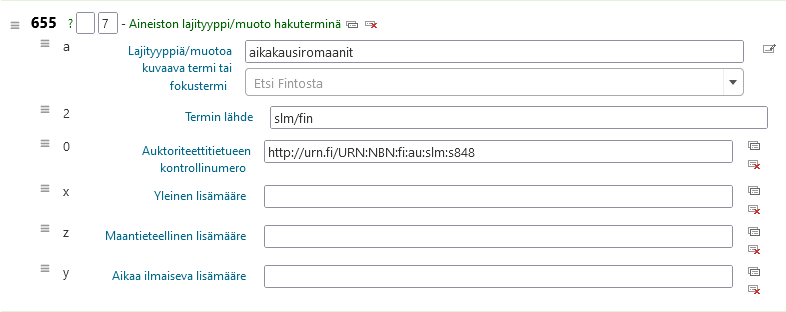 655 ? 7 - Aineiston lajityyppi/muoto hakuterminä
a Lajityyppiä/muotoa kuvaava termi tai fokustermi aikakausiromaanit
Etsi Fintosta
2 Termin lähde slm/fin
0 Auktoriteettitietueen kontrollinumero http://urn.fi/URN:NBN:fi:au:slm:s848
x Yleinen lisämääre
z Maantieteellinen lisämääre
y Aikaa ilmaiseva lisämääre